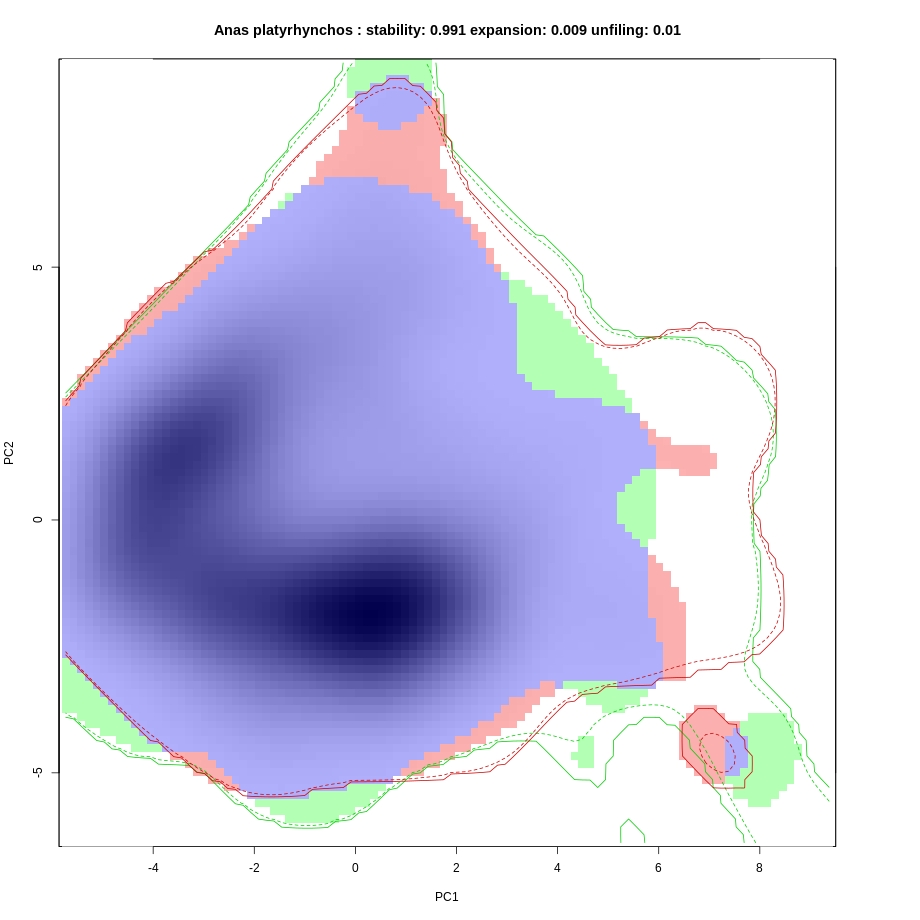 Anas platyrhynchos : stability: 0.991 expansion: 0.009 unfiling: 0.01
5
0
-5
PC2
-4 -2 0 2 4 6 8
PC1